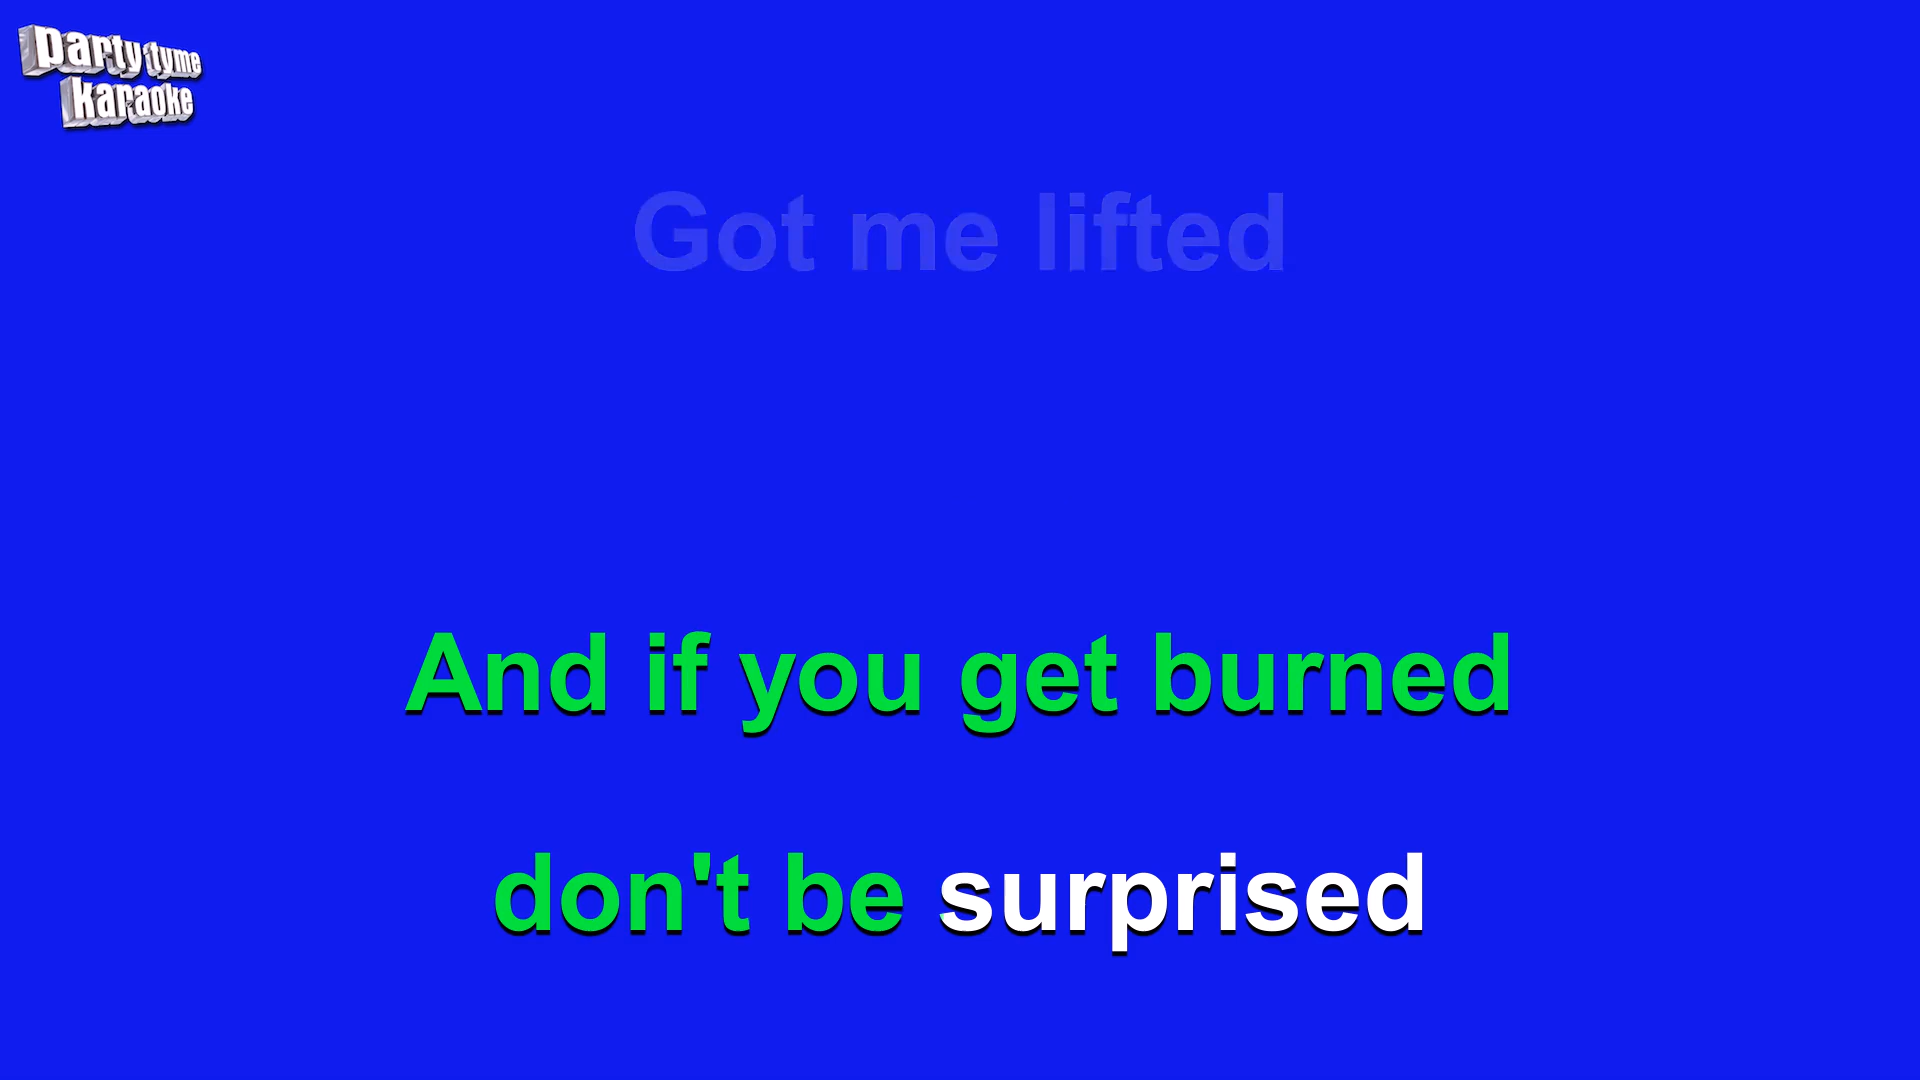 party tyme
karaoke
Got me lifted
And if you get burned
don't be surprised